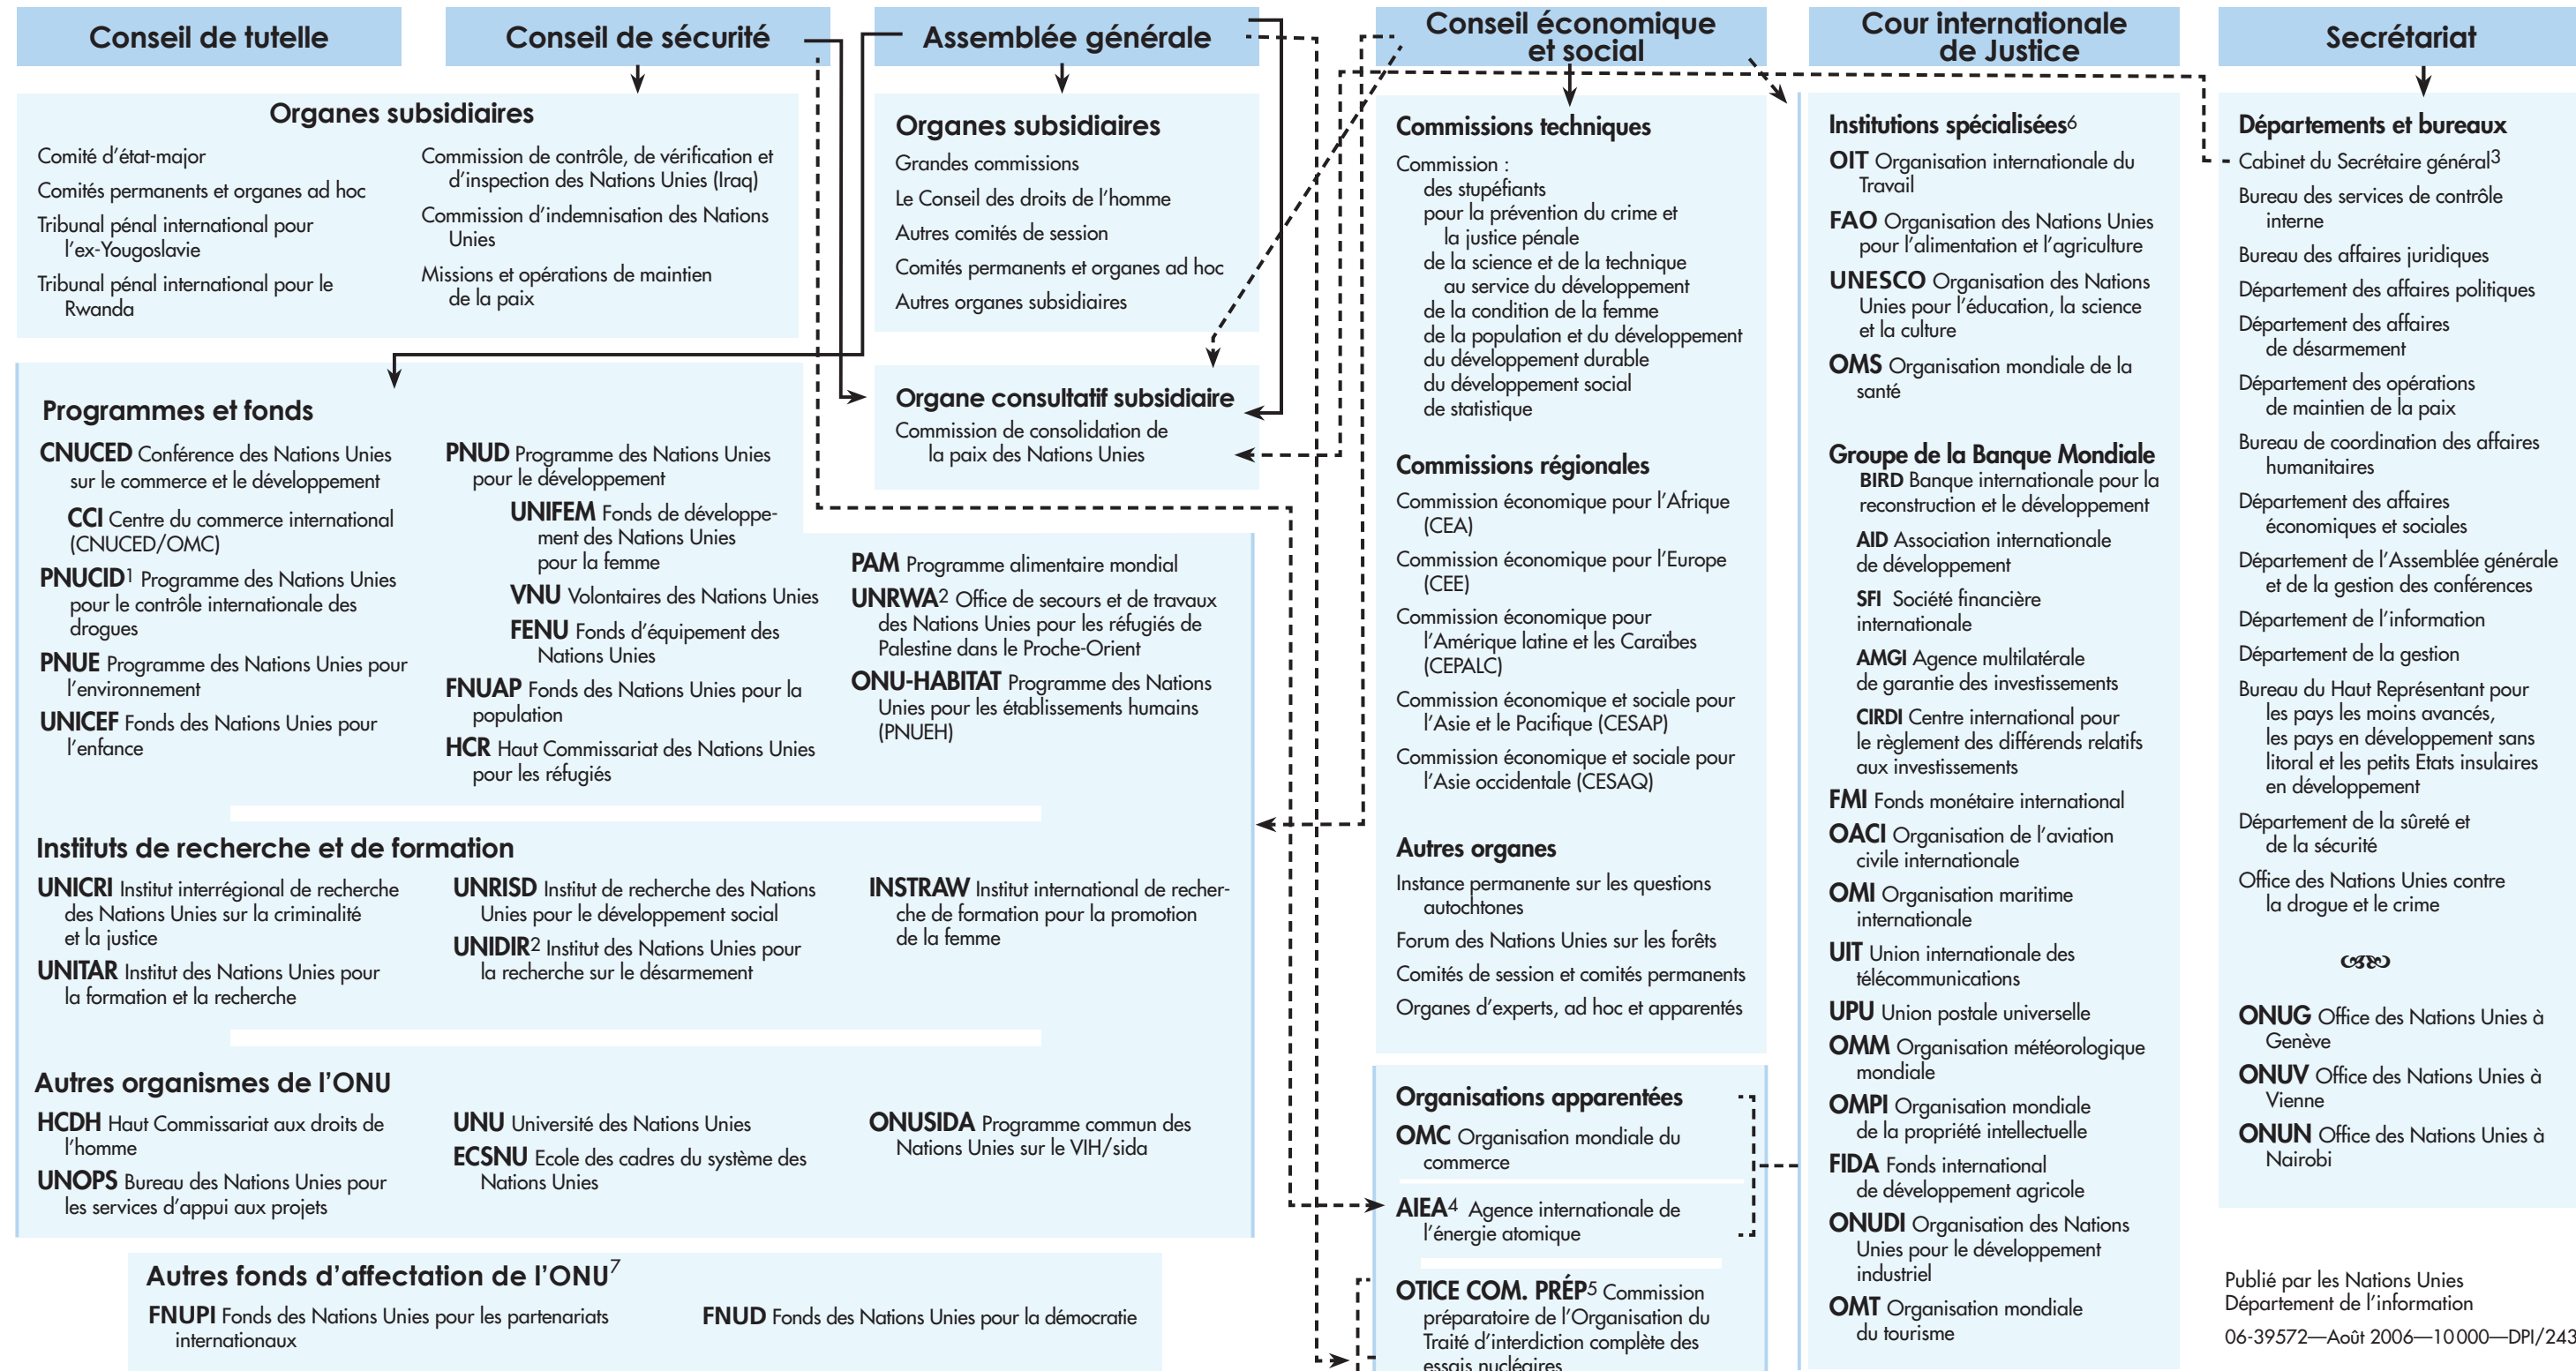 Conseil de tutelle
Conseil de sécurité
Assemblée générale
Conseil économique
et social
Cour internationale
de Justice
Secrétariat
Organes subsidiaires
Comité d'état-major
Comités permanents et organes ad hoc
Tribunal pénal international pour
l'ex-Yougoslavie
Tribunal pénal international pour le
Rwanda
Commission de contrôle, de vérification et
d'inspection des Nations Unies (Iraq)
Commission d'indemnisation des Nations
Unies
Missions et opérations de maintien
de la paix
Organes subsidiaires
Grandes commissions
Le Conseil des droits de l'homme
Autres comités de session
Comités permanents et organes ad hoc
Autres organes subsidiaires
Organe consultatif subsidiaire
Commission de consolidation de
la paix des Nations Unies
Programmes et fonds
CNUCED Conférence des Nations Unies
sur le commerce et le développement
CCI Centre du commerce international
(CNUCED/OMC)
PNUCID1 Programme des Nations Unies
pour le contrôle internationale des
drogues
PNUE Programme des Nations Unies pour
l'environnement
UNICEF Fonds des Nations Unies pour
l'enfance
PNUD Programme des Nations Unies
pour le développement
UNIFEM Fonds de développe-
ment des Nations Unies
pour la femme
VNU Volontaires des Nations Unies
FENU Fonds d'équipement des
Nations Unies
FNUAP Fonds des Nations Unies pour la
population
HCR Haut Commissariat des Nations Unies
pour les réfugiés
PAM Programme alimentaire mondial
UNRWA2 Office de secours et de travaux
des Nations Unies pour les réfugiés de
Palestine dans le Proche-Orient
ONU-HABITAT Programme des Nations
Unies pour les établissements humains
(PNUEH)
Instituts de recherche et de formation
UNICRI Institut interrégional de recherche
des Nations Unies sur la criminalité
et la justice
UNITAR Institut des Nations Unies pour
la formation et la recherche
UNRISD Institut de recherche des Nations
Unies pour le développement social
UNIDIR2 Institut des Nations Unies pour
la recherche sur le désarmement
INSTRAW Institut international de recher-
che de formation pour la promotion
de la femme
Autres organismes de l'ONU
HCDH Haut Commissariat aux droits de
l'homme
UNOPS Bureau des Nations Unies pour
les services d'appui aux projets
UNU Université des Nations Unies
ECSNU Ecole des cadres du système des
Nations Unies
ONUSIDA Programme commun des
Nations Unies sur le VIH/sida
Autres fonds d'affectation de l'ONU7
FNUPI Fonds des Nations Unies pour les partenariats
internationaux
FNUD Fonds des Nations Unies pour la démocratie
Commissions techniques
Commission :
des stupéfiants
pour la prévention du crime et
la justice pénale
de la science et de la technique
au service du développement
de la condition de la femme
de la population et du développement
du développement durable
du développement social
de statistique
Commissions régionales
Commission économique pour l'Afrique
(CEA)
Commission économique pour l'Europe
(CEE)
Commission économique pour
l'Amérique latine et les Caraïbes
(CEPALC)
Commission économique et sociale pour
l'Asie et le Pacifique (CESAP)
Commission économique et sociale pour
l'Asie occidentale (CESAQ)
Autres organes
Instance permanente sur les questions
autochtones
Forum des Nations Unies sur les forêts
Comités de session et comités permanents
Organes d'experts, ad hoc et apparentés
Organisations apparentées
OMC Organisation mondiale du
commerce
AIEA4 Agence internationale de
l'énergie atomique
OTICE COM. PRÉP5 Commission
préparatoire de l'Organisation du
Traité d'interdiction complète des
essais nucléaires
Institutions spécialisées6
OIT Organisation internationale du
Travail
FAO Organisation des Nations Unies
pour l'alimentation et l'agriculture
UNESCO Organisation des Nations
Unies pour l'éducation, la science
et la culture
OMS Organisation mondiale de la
santé
Groupe de la Banque Mondiale
BIRD Banque internationale pour la
reconstruction et le développement
AID Association internationale
de développement
SFI Société financière
internationale
AMGI Agence multilatérale
de garantie des investissements
CIRDI Centre international pour
le règlement des différends relatifs
aux investissements
FMI Fonds monétaire international
OACI Organisation de l'aviation
civile internationale
OMI Organisation maritime
internationale
UIT Union internationale des
télécommunications
UPU Union postale universelle
OMM Organisation météorologique
mondiale
OMPI Organisation mondiale
de la propriété intellectuelle
FIDA Fonds international
de développement agricole
ONUDI Organisation des Nations
Unies pour le développement
industriel
OMT Organisation mondiale
du tourisme
Départements et bureaux
Cabinet du Secrétaire général3
Bureau des services de contrôle
interne
Bureau des affaires juridiques
Département des affaires politiques
Département des affaires
de désarmement
Département des opérations
de maintien de la paix
Bureau de coordination des affaires
humanitaires
Département des affaires
économiques et sociales
Département de l'Assemblée générale
et de la gestion des conférences
Département de l'information
Département de la gestion
Bureau du Haut Représentant pour
les pays les moins avancés,
les pays en développement sans
litoral et les petits Etats insulaires
en développement
Département de la sûreté et
de la sécurité
Office des Nations Unies contre
la drogue et le crime
ONUG Office des Nations Unies à
Genève
ONUV Office des Nations Unies à
Vienne
ONUN Office des Nations Unies à
Nairobi
Publié par les Nations Unies
Département de l'information
06-39572—Août 2006—10 000—DPI/243